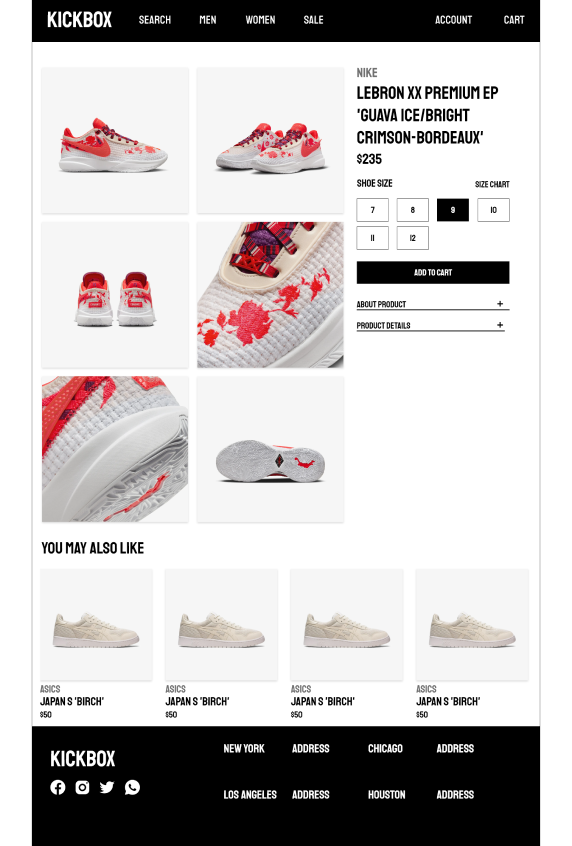 KICKBOX
SEARCH
MEN
WOMEN
SALE
ACCOUNT
CART
NIKE
LEBRON XX PREMIUM EP
'GUAVA ICE/BRIGHT
CRIMSON-BORDEAUX'
$235
SHOE SIZE
SIZE CHART
7
8
9
10
11
12
ADD TO CART
ABOUT PRODUCT +
PRODUCT DETAILS +
YOU MAY ALSO LIKE
ASICS
JAPAN S 'BIRCH'
$50
ASICS
JAPAN S 'BIRCH'
$50
ASICS
JAPAN S 'BIRCH'
$50
ASICS
JAPAN S 'BIRCH'
$50
KICKBOX
NEW YORK
ADDRESS
CHICAGO
ADDRESS
LOS ANGELES
ADDRESS
HOUSTON
ADDRESS